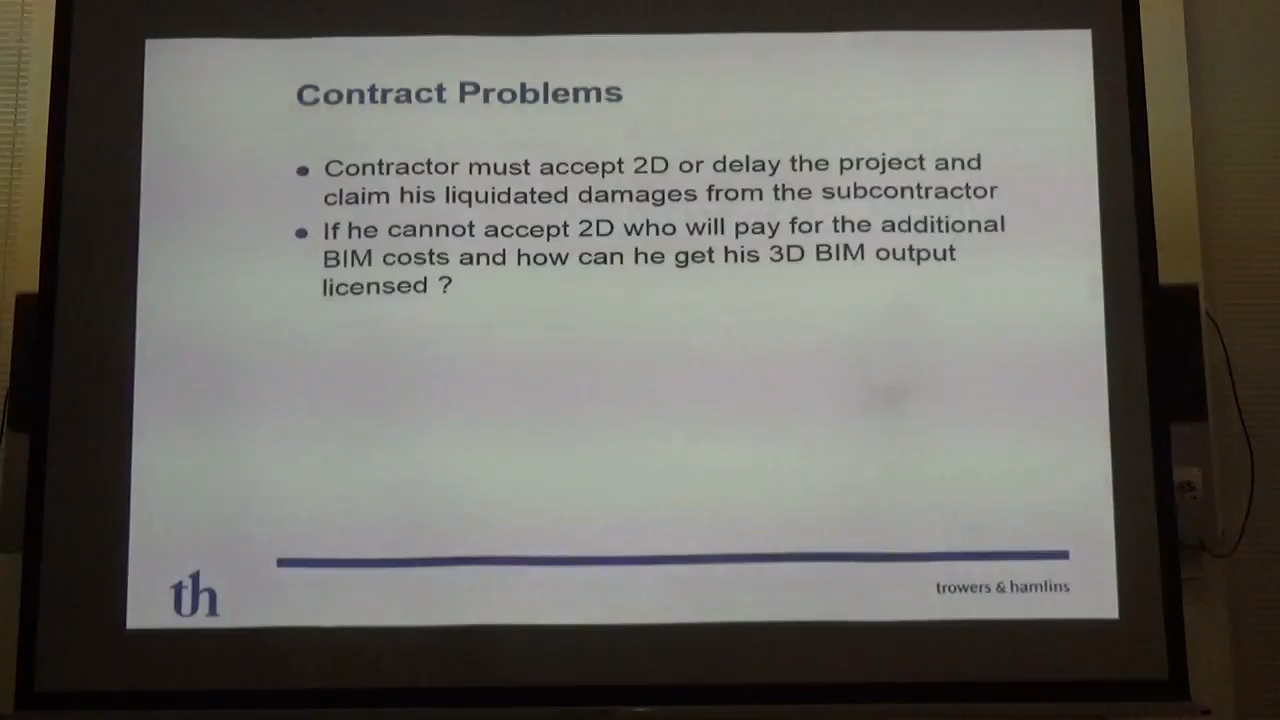 Contract Problems
• Contractor must accept 2D or delay the project and
claim his liquidated damages from the subcontractor
• If he cannot accept 2D who will pay for the additional
BIM costs and how can he get his 3D BIM output
licensed ?
th
trowers & hamlins